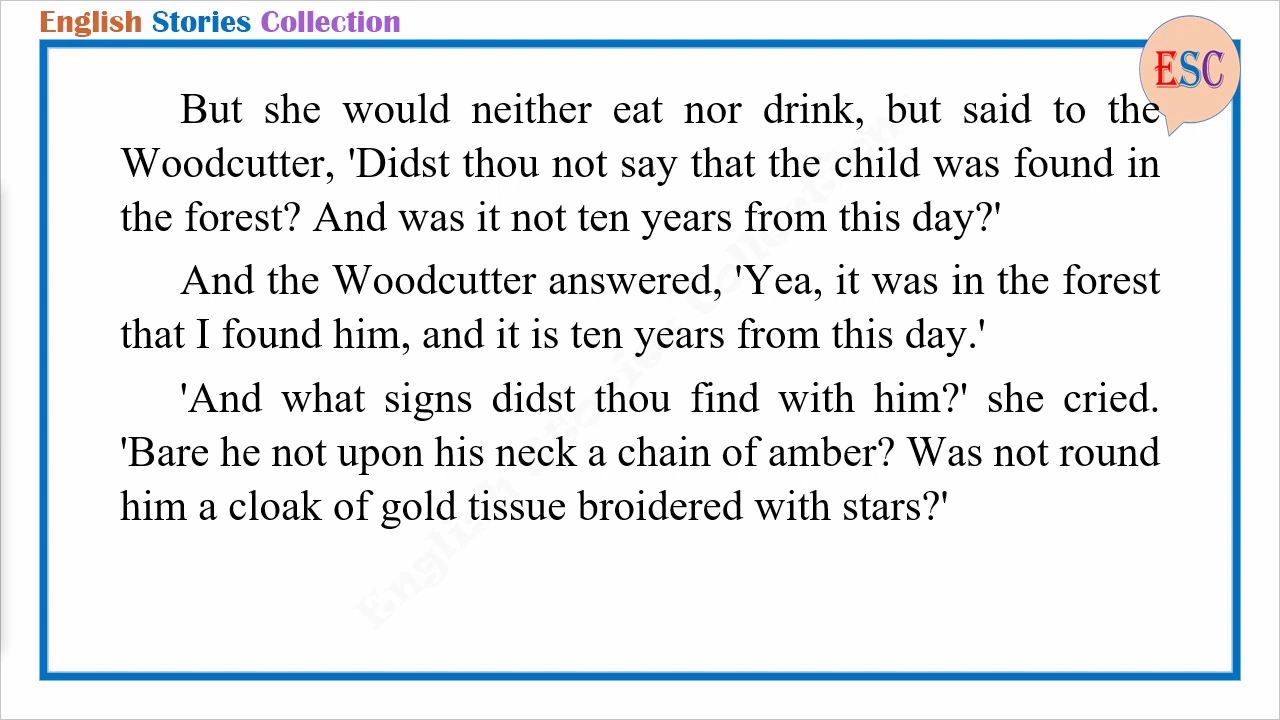 English Stories Collection
ESC
But she would neither eat nor drink, but said to the
Woodcutter, 'Didst thou not say that the child was found in
the forest? And was it not ten years from this day?'
And the Woodcutter answered, 'Yea, it was in the forest
that I found him, and it is ten years from this day.'
'And what signs didst thou find with him?' she cried.
'Bare he not upon his neck a chain of amber? Was not round
him a cloak of gold tissue broidered with stars?'